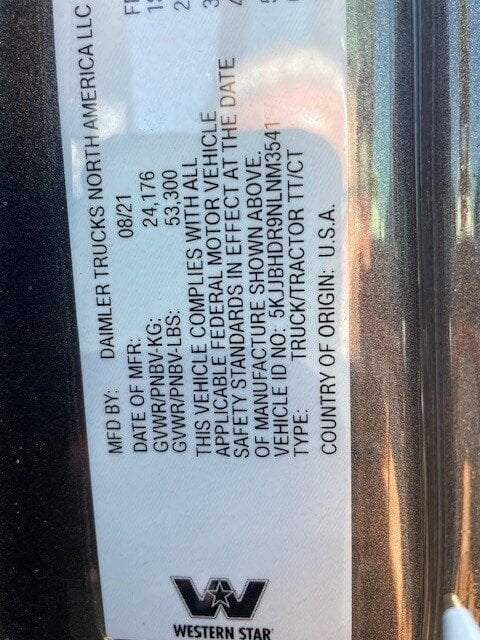 MFD BY: DAIMLER TRUCKS NORTH AMERICA LLC
DATE OF MFR: 08/21
GVWR/PNBV-KG: 24,176
GVWR/PNBV-LBS: 53,300
THIS VEHICLE COMPLIES WITH ALL
APPLICABLE FEDERAL MOTOR VEHICLE
SAFETY STANDARDS IN EFFECT AT THE DATE
OF MANUFACTURE SHOWN ABOVE.
VEHICLE ID NO: 5KJJBHDR9NLNM3541
TYPE: TRUCK/TRACTOR TT/CT
COUNTRY OF ORIGIN: U.S.A.
WESTERN STAR